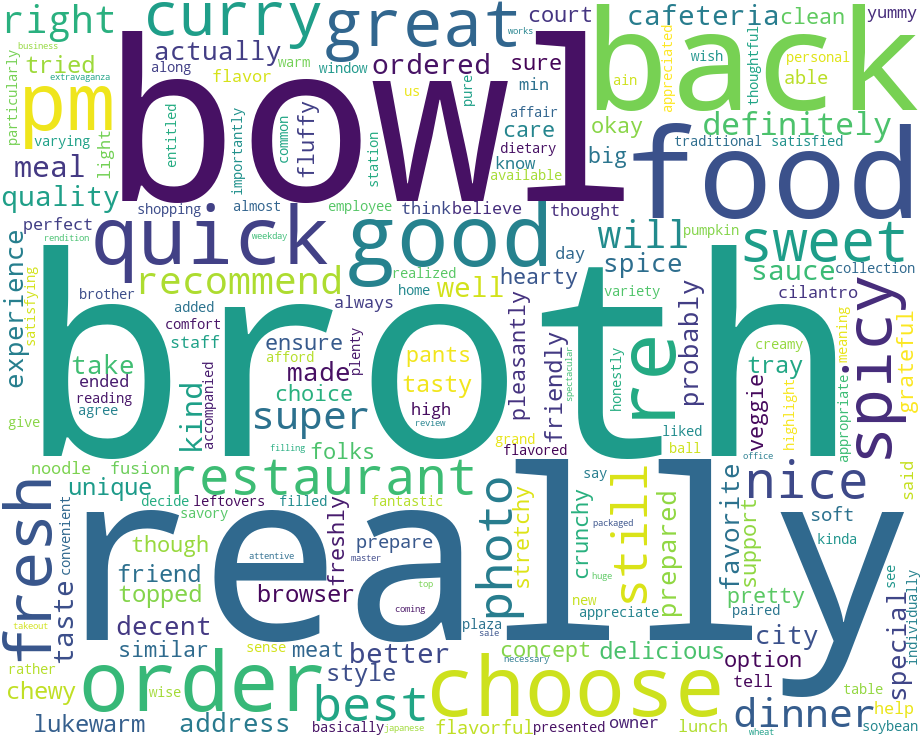 right
curry
great
court
cafeteria
clean
yummy
business
works
actually
ordered
sure
tried
along
flavor
warm
window
us
pure
min
affair
particularly
extravaganza
pm
bowl
back
ain
appreciated
wish
thoughtful
personal
able
varying
light
entitled
importantly
common
fluffy
station
care
dietary
know
available
okay
definitely
traditional
satisfied
big
food
meal
quality
shopping
almost
employee
think
believe
thought
perfect
rendition
weekday
quick
good
day
will
pumpkin
sweet
experience
satisfying
recommend
realized
home
well
hearty
spice
variety
sauce
collection
brother
added
always
cilantro
comfort
staff
ensure
afford
plenty
broth
re
probably
creamy
meaning
spicy
take
ended
reading
agree
accompanied
kind
made
choice
pants
tasty
high
review
pleasantly
friendly
spectacular
honestly
tray
veggie
highlight
appropriate
grateful
give
super
folks
filling
grand
flavored
liked
ball
office
noodle
fusion
restaurant
nice
said
fresh
unique
decide
leftovers
filled
fantastic
savory
photo
stretchy
crunchy
say
packaged
huge
still
prepared
favorite
support
soft
kinda
convenient
taste
though
attentive
freshly
prepare
master
friend
topped
browser
top
coming
new
appreciate
pretty
paired
see
individually
special
really
takeout
decent
plaza
sale
city
rather
similar
sense
meat
better
necessary
concept
delicious
option
chewy
wise
order
style
choose
tell
table
help
lukewarm
address
best
basically
japanese
flavorful
presented
owner
lunch
dinner
wheat
soybean